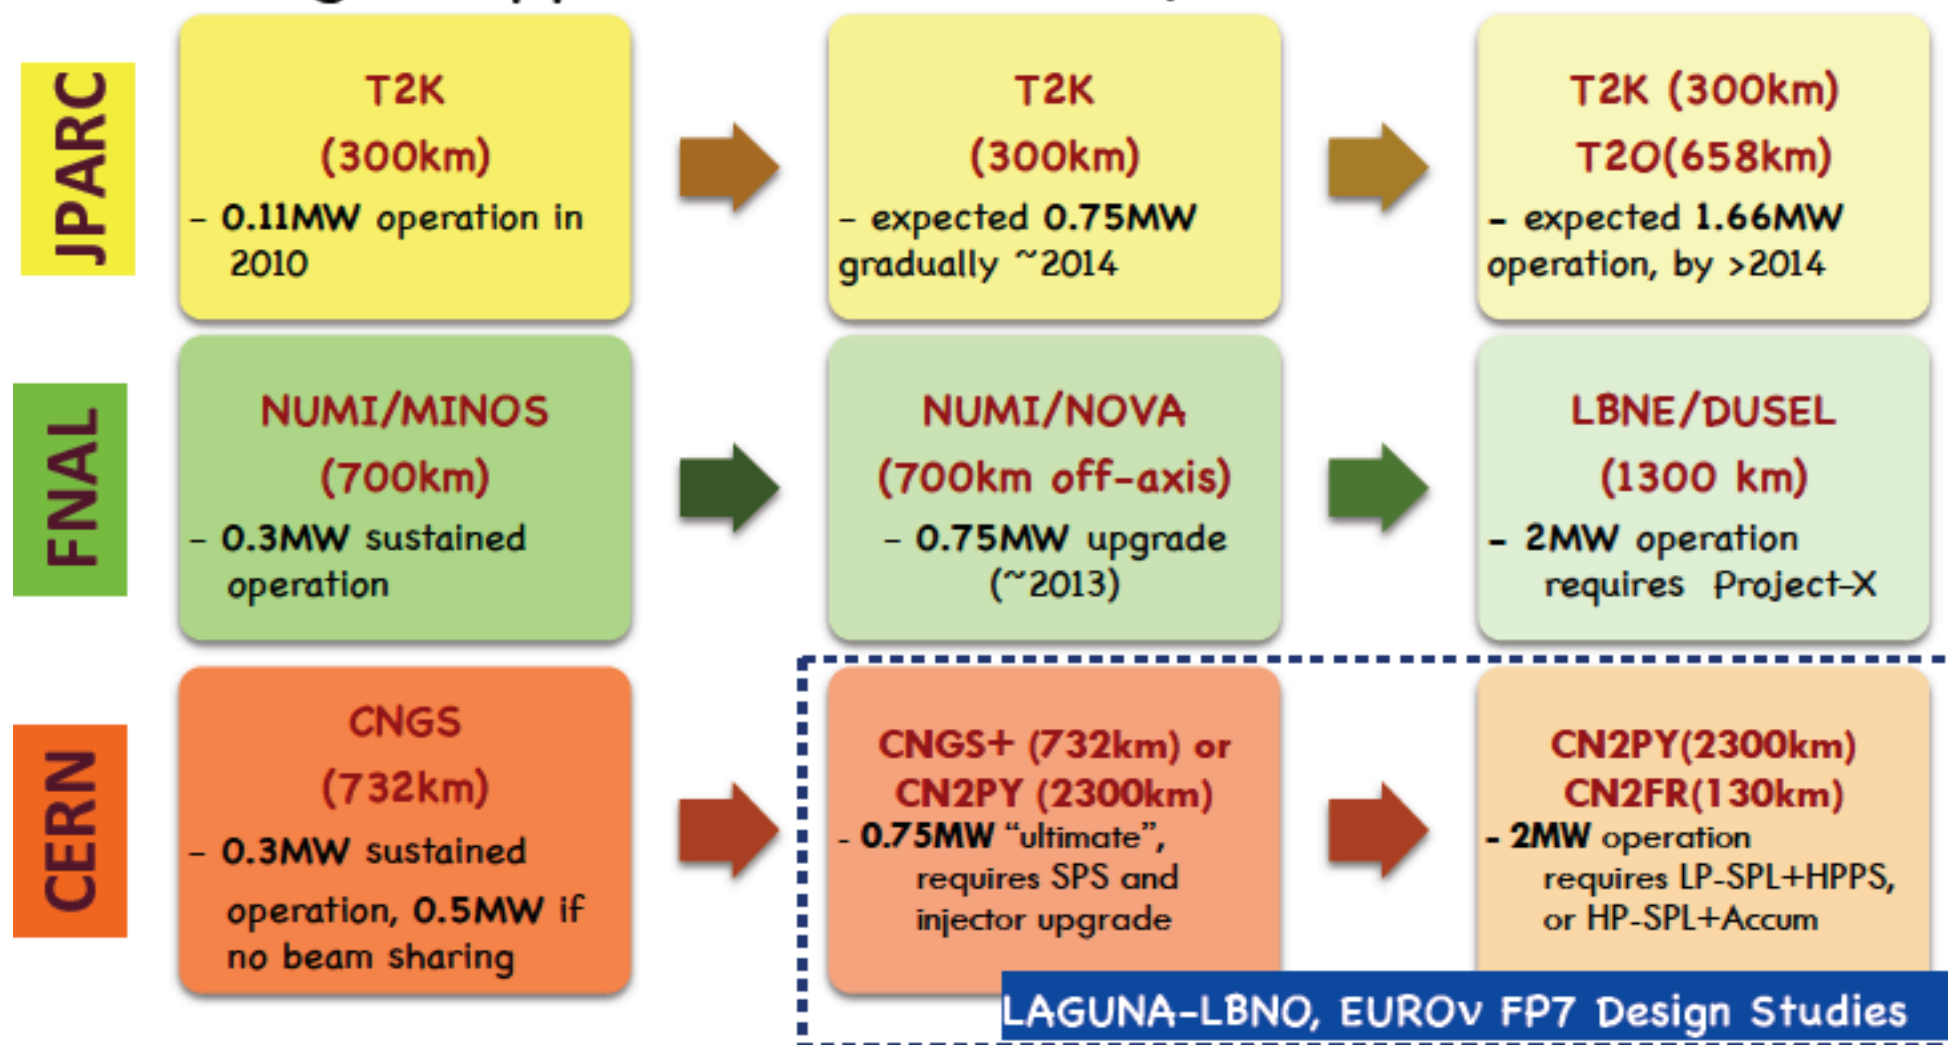 JPARC
T2K
(300km)
- 0.11MW operation in
2010
T2K
(300km)
- expected 0.75MW
gradually ~2014
T2K (300km)
T2O(658km)
- expected 1.66MW
operation, by >2014
FNAL
NUMI/MINOS
(700km)
- 0.3MW sustained
operation
NUMI/NOVA
(700km off-axis)
- 0.75MW upgrade
(~2013)
LBNE/DUSEL
(1300 km)
- 2MW operation
requires Project-X
CERN
CNGS
(732km)
- 0.3MW sustained
operation, 0.5MW if
no beam sharing
CNGS+ (732km) or
CN2PY (2300km)
- 0.75MW “ultimate”,
requires SPS and
injector upgrade
CN2PY(2300km)
CN2FR(130km)
- 2MW operation
requires LP-SPL+HPPS,
or HP-SPL+Accum
LAGUNA-LBNO, EUROν FP7 Design Studies